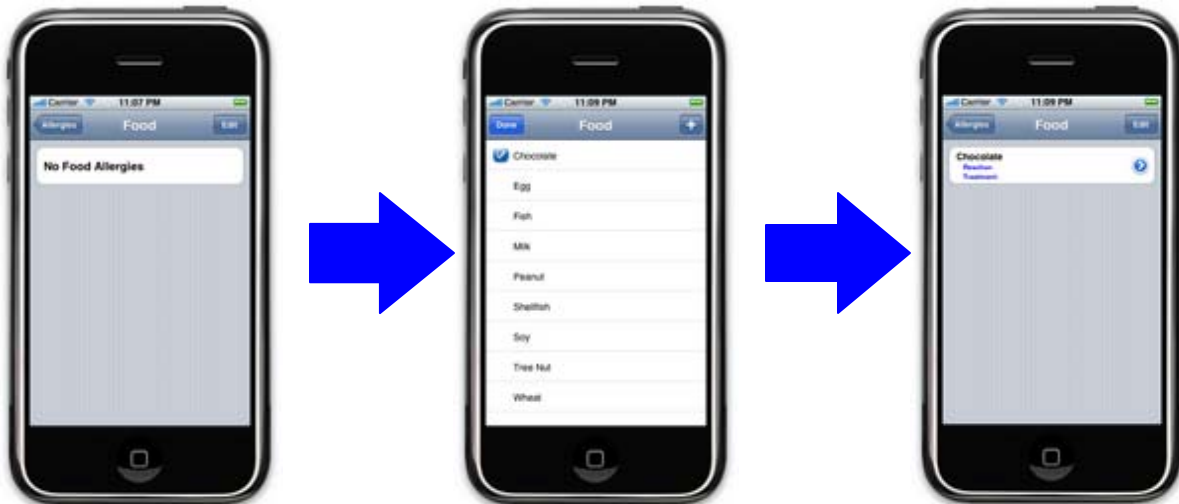 Carrier 11:07 PM
Allergies Food Edit
No Food Allergies
Carrier 11:09 PM
Done Food +
Chocolate
Egg
Fish
Milk
Peanut
Shellfish
Soy
Tree Nut
Wheat
Carrier 11:09 PM
Allergies Food Edit
Chocolate
Reaction:
Treatment: